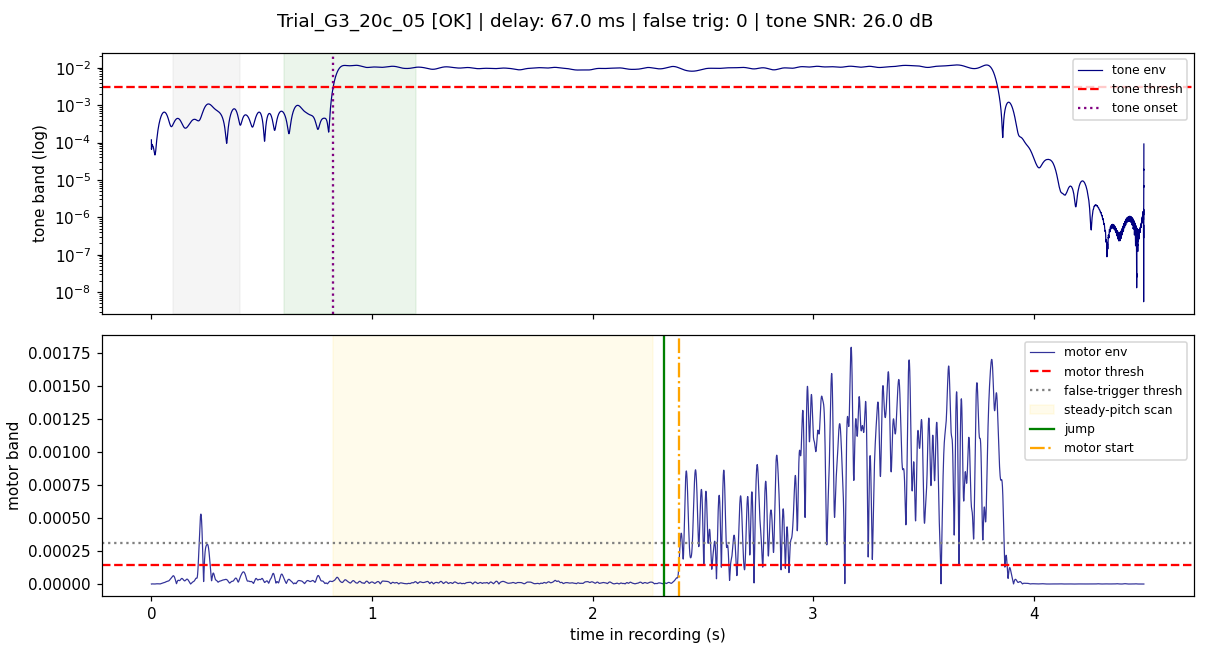 Trial_G3_20c_05 [OK] | delay: 67.0 ms | false trig: 0 | tone SNR: 26.0 dB
tone band (log)
10⁻²
10⁻³
10⁻⁴
10⁻⁵
10⁻⁶
10⁻⁷
10⁻⁸
tone env
tone thresh
tone onset
motor band
0.00175
0.00150
0.00125
0.00100
0.00075
0.00050
0.00025
0.00000
motor env
motor thresh
false-trigger thresh
steady-pitch scan
jump
motor start
0 1 2 3 4
time in recording (s)